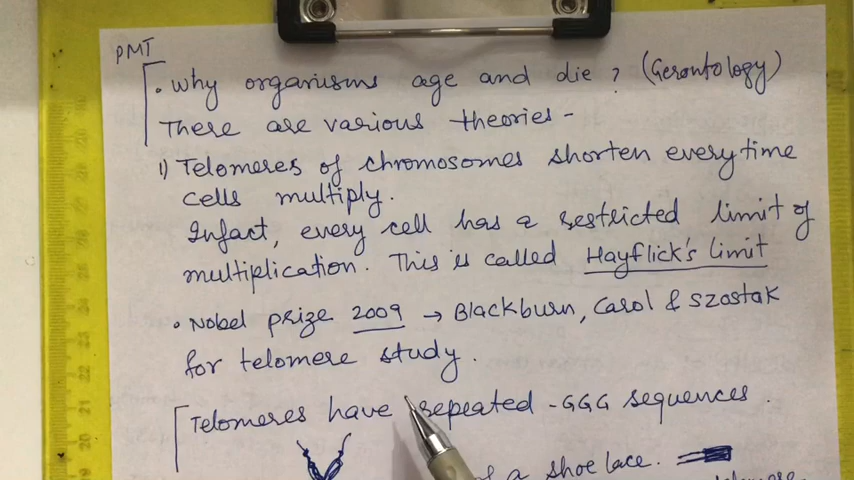 PMT
• Why organisms age and die? (Gerontology)
There are various theories -
1) Telomeres of chromosomes shorten everytime
cells multiply.
Infact, every cell has a restricted limit of
multiplication. This is called Hayflick's limit
• Nobel prize 2009 → Blackburn, Carol & Szostak
for telomere study.
Telomeres have repeated -GGG sequences.
of a shoe lace.
telomere